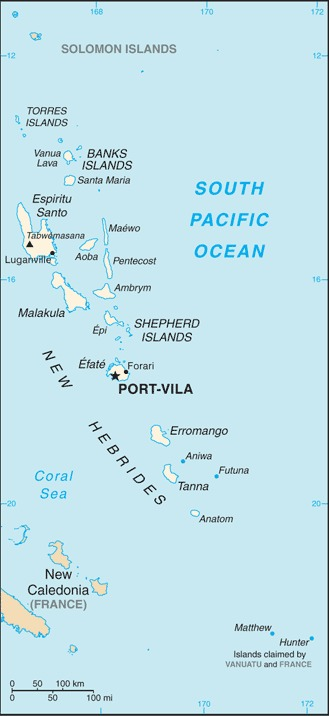 168
170
172
12
12
SOLOMON ISLANDS
TORRES
ISLANDS
Vanua
Lava
BANKS
ISLANDS
Santa Maria
Espiritu
Santo
SOUTH
PACIFIC
OCEAN
Tabwemasana
Maéwo
Luganville
Aoba
Pentecost
16
16
Ambrym
Malakula
Épi
SHEPHERD
ISLANDS
Éfaté
Forari
PORT-VILA
NEW
HEBRIDES
Erromango
Aniwa
Futuna
Tanna
Coral
Sea
20
20
Anatom
New
Caledonia
(FRANCE)
Matthew
Hunter
Islands claimed by
VANUATU and FRANCE
0 50 100 km
0 50 100 mi
168
170
172